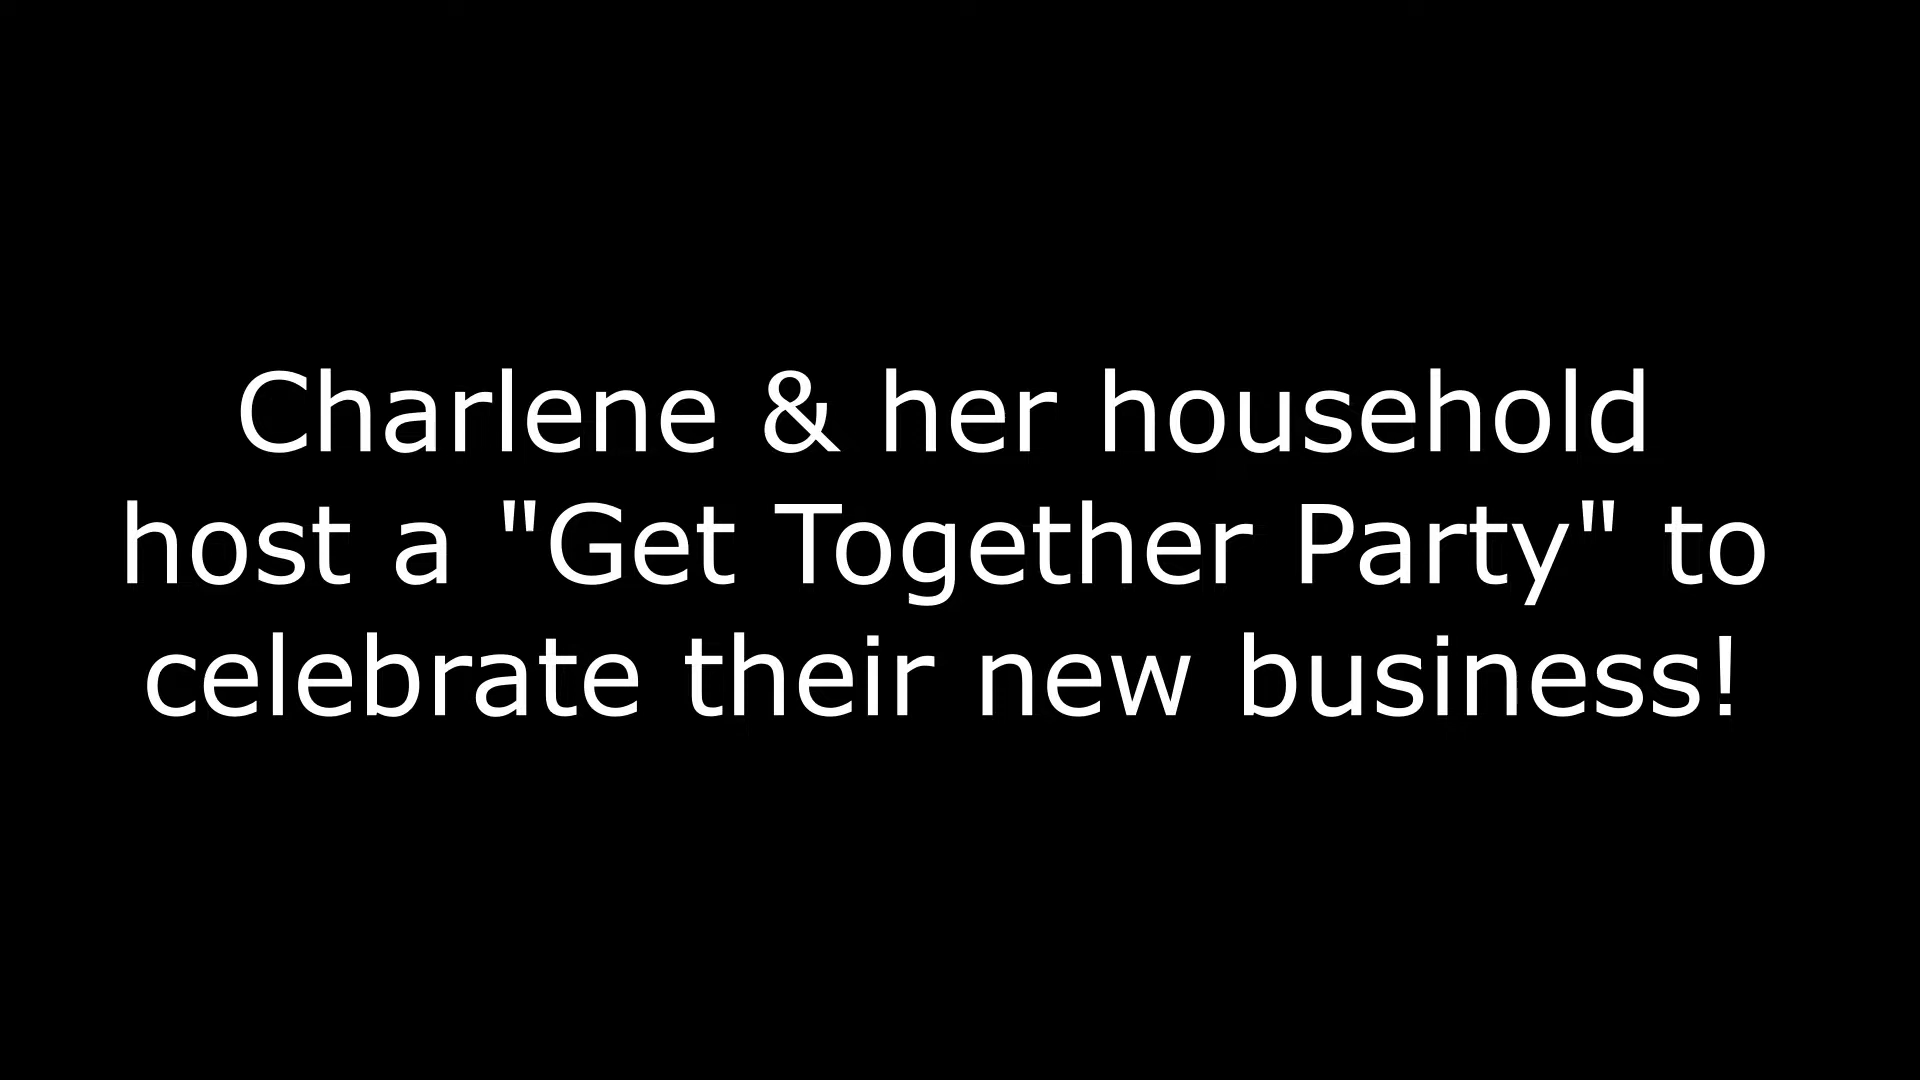 Charlene & her household
host a "Get Together Party" to
celebrate their new business!